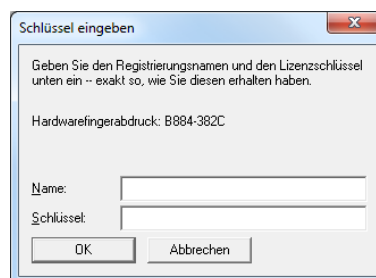 Schlüssel eingeben
Geben Sie den Registrierungsnamen und den Lizenzschlüssel
unten ein -- exakt so, wie Sie diesen erhalten haben.
Hardwarefingerabdruck: B884-382C
Name:
Schlüssel:
OK Abbrechen